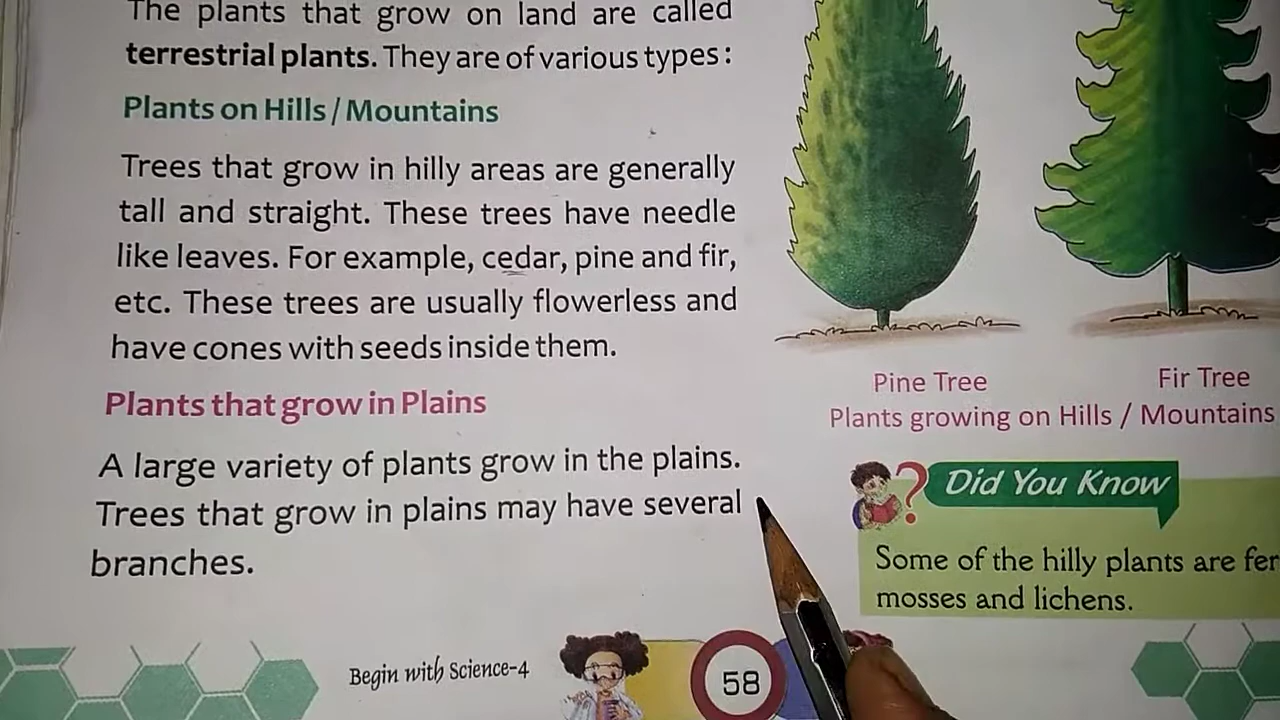 The plants that grow on land are called
terrestrial plants. They are of various types :
Plants on Hills / Mountains
Trees that grow in hilly areas are generally
tall and straight. These trees have needle
like leaves. For example, cedar, pine and fir,
etc. These trees are usually flowerless and
have cones with seeds inside them.
Plants that grow in Plains
A large variety of plants grow in the plains.
Trees that grow in plains may have several
branches.
Pine Tree
Fir Tree
Plants growing on Hills / Mountains
?
Did You Know
Some of the hilly plants are
mosses and lichens.
Begin with Science-4
58